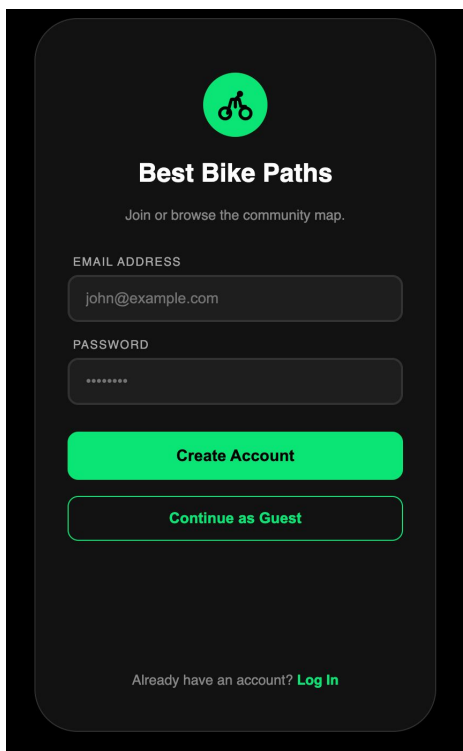 Best Bike Paths
Join or browse the community map.
EMAIL ADDRESS
john@example.com
PASSWORD
••••••••
Create Account
Continue as Guest
Already have an account? Log In